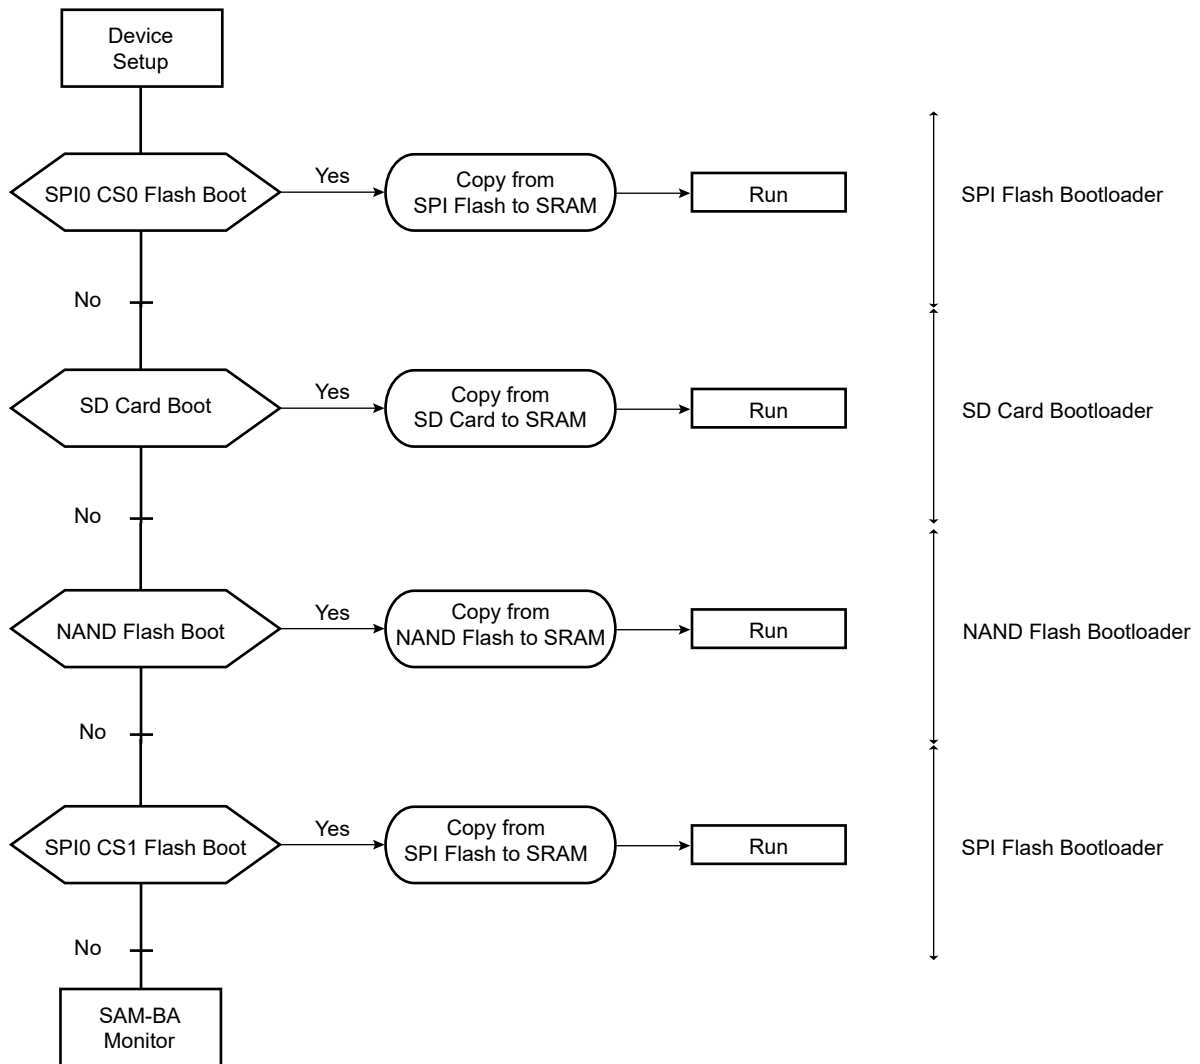 Device
Setup
SPI0 CS0 Flash Boot
Yes
Copy from
SPI Flash to SRAM
Run
SPI Flash Bootloader
No
SD Card Boot
Yes
Copy from
SD Card to SRAM
Run
SD Card Bootloader
No
NAND Flash Boot
Yes
Copy from
NAND Flash to SRAM
Run
NAND Flash Bootloader
No
SPI0 CS1 Flash Boot
Yes
Copy from
SPI Flash to SRAM
Run
SPI Flash Bootloader
No
SAM-BA
Monitor